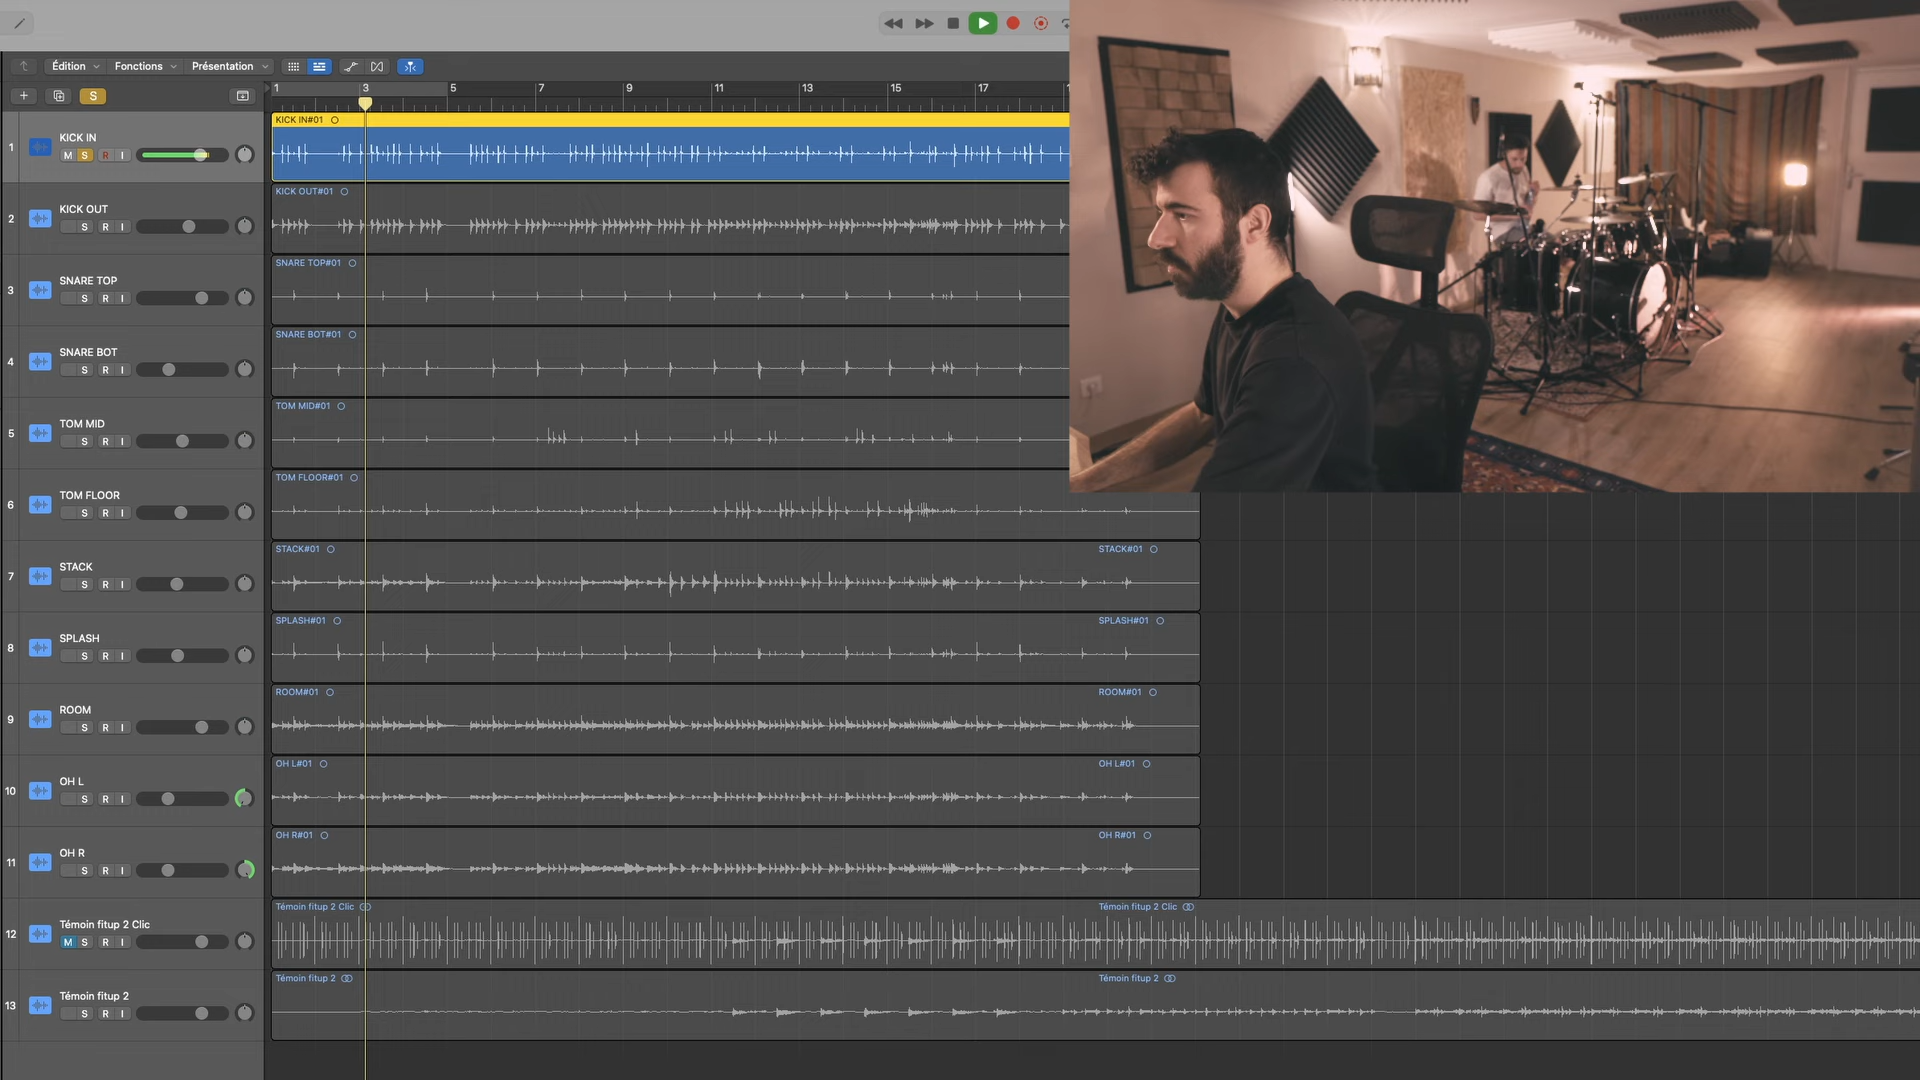 Édition Fonctions Présentation
S
1 3 5 7 9 11 13 15 17
1 KICK IN
M S R I
KICK IN#01
2 KICK OUT
S R I
KICK OUT#01
3 SNARE TOP
S R I
SNARE TOP#01
4 SNARE BOT
S R I
SNARE BOT#01
5 TOM MID
S R I
TOM MID#01
6 TOM FLOOR
S R I
TOM FLOOR#01
7 STACK
S R I
STACK#01 STACK#01
8 SPLASH
S R I
SPLASH#01 SPLASH#01
9 ROOM
S R I
ROOM#01 ROOM#01
10 OH L
S R I
OH L#01 OH L#01
11 OH R
S R I
OH R#01 OH R#01
12 Témoin fitup 2 Clic
M S R I
Témoin fitup 2 Clic Témoin fitup 2 Clic
13 Témoin fitup 2
S R I
Témoin fitup 2 Témoin fitup 2